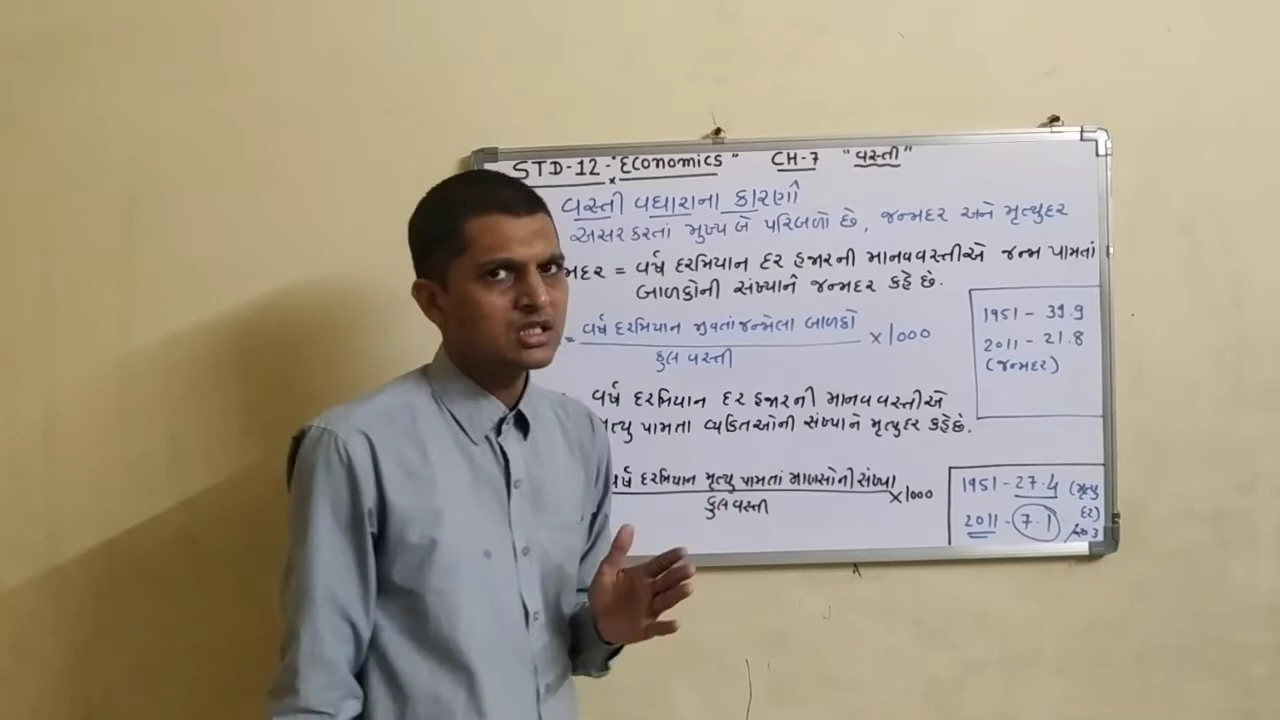 STD-12-"Economics" CH-7 "વસ્તી"
વસ્તી વધારાના કારણો
અસર કરતાં મુખ્ય બે પરિબળો છે, જન્મદર અને મૃત્યુદર
મદર = વર્ષ દરમિયાન દર હજારની માનવવસ્તીએ જન્મ પામતાં
બાળકોની સંખ્યાને જન્મદર કહે છે.
= વર્ષ દરમિયાન જીવતાં જન્મેલા બાળકો × 1000
કુલ વસ્તી
1951 - 39.9
2011 - 21.8
(જન્મદર)
વર્ષ દરમિયાન દર હજારની માનવવસ્તીએ
ત્યુ પામતા વ્યક્તિઓની સંખ્યાને મૃત્યુદર કહે છે.
વર્ષ દરમિયાન મૃત્યુ પામતાં માણસોની સંખ્યા × 1000
કુલ વસ્તી
1951 - 27.4 (મૃત્યુ
દર)
2011 - 7.1